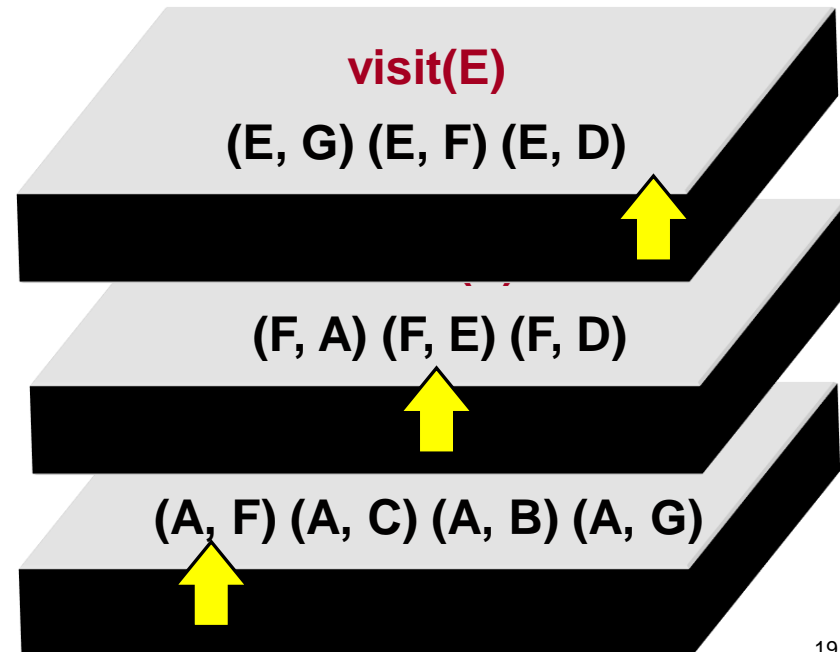 visit(E)
(E, G) (E, F) (E, D)
(F, A) (F, E) (F, D)
(A, F) (A, C) (A, B) (A, G)
19